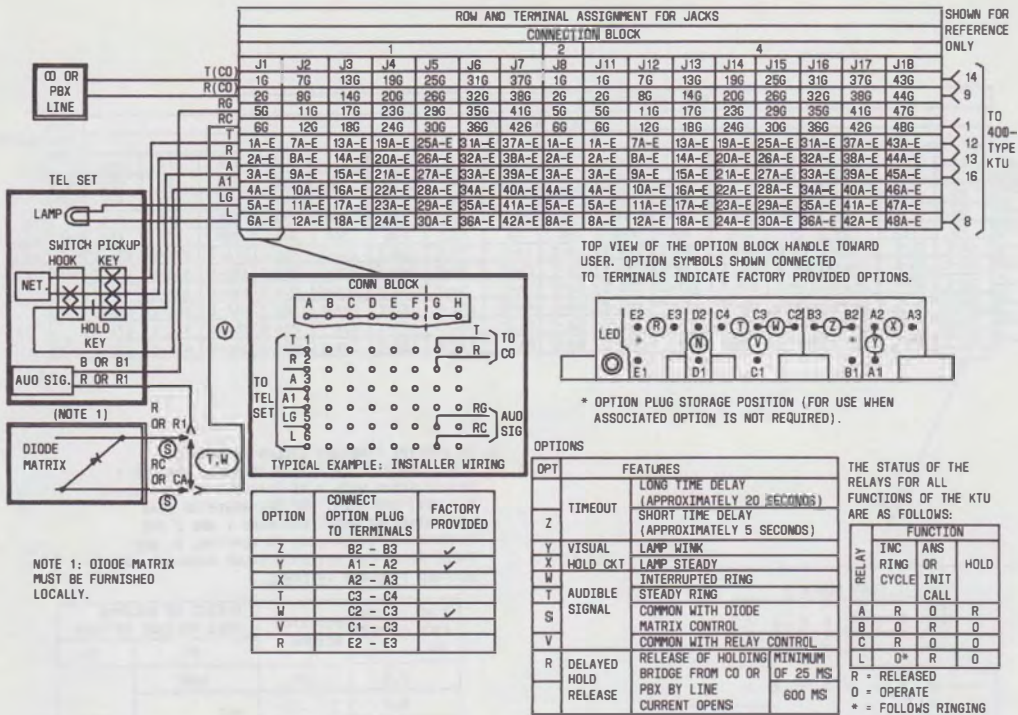 ROW AND TERMINAL ASSIGNMENT FOR JACKS
CONNECTION BLOCK
1 2 4
J1 J2 J3 J4 J5 J6 J7 J8 J11 J12 J13 J14 J15 J16 J17 J18
T(CO) 1G 7G 13G 19G 25G 31G 37G 1G 1G 7G 13G 19G 25G 31G 37G 43G 14
R(CO) 2G 8G 14G 20G 26G 32G 38G 2G 2G 8G 14G 20G 26G 32G 38G 44G 9
RG 5G 11G 17G 23G 29G 35G 41G 5G 5G 11G 17G 23G 29G 35G 41G 47G
RC 6G 12G 18G 24G 30G 36G 42G 6G 6G 12G 18G 24G 30G 36G 42G 48G 1
T 1A-E 7A-E 13A-E 19A-E 25A-E 31A-E 37A-E 1A-E 1A-E 7A-E 13A-E 19A-E 25A-E 31A-E 37A-E 43A-E 12
R 2A-E 8A-E 14A-E 20A-E 26A-E 32A-E 38A-E 2A-E 2A-E 8A-E 14A-E 20A-E 26A-E 32A-E 38A-E 44A-E 13
A 3A-E 9A-E 15A-E 21A-E 27A-E 33A-E 39A-E 3A-E 3A-E 9A-E 15A-E 21A-E 27A-E 33A-E 39A-E 45A-E 16
A1 4A-E 10A-E 16A-E 22A-E 28A-E 34A-E 40A-E 4A-E 4A-E 10A-E 16A-E 22A-E 28A-E 34A-E 40A-E 46A-E
LG 5A-E 11A-E 17A-E 23A-E 29A-E 35A-E 41A-E 5A-E 5A-E 11A-E 17A-E 23A-E 29A-E 35A-E 41A-E 47A-E
L 6A-E 12A-E 18A-E 24A-E 30A-E 36A-E 42A-E 8A-E 8A-E 12A-E 18A-E 24A-E 30A-E 36A-E 42A-E 48A-E 8
SHOWN FOR
REFERENCE
ONLY
TO
400-
TYPE
KTU
CO OR
PBX
LINE
TEL SET
LAMP
SWITCH PICKUP
HOOK KEY
NET.
HOLD
KEY
B OR B1
AUD SIG.
R OR R1
(NOTE 1)
DIODE
MATRIX
R
OR R1
S
RC
OR CA
S
T,W
V
NOTE 1: DIODE MATRIX
MUST BE FURNISHED
LOCALLY.
CONN BLOCK
A B C D E F G H
TO
TEL
SET
T 1
R 2
A 3
A1 4
LG 5
L 6
T
R
TO
CO
RG
RC
AUD
SIG
TYPICAL EXAMPLE: INSTALLER WIRING
OPTION CONNECT OPTION PLUG TO TERMINALS FACTORY PROVIDED
Z B2 - B3 ✓
Y A1 - A2 ✓
X A2 - A3
T C3 - C4
W C2 - C3 ✓
V C1 - C3
R E2 - E3
TOP VIEW OF THE OPTION BLOCK HANDLE TOWARD
USER. OPTION SYMBOLS SHOWN CONNECTED
TO TERMINALS INDICATE FACTORY PROVIDED OPTIONS.
LED
E2 R E3 D2 C4 T C3 W C2 B3 Z B2 A2 X A3
* N V * Y
E1 D1 C1 B1 A1
* OPTION PLUG STORAGE POSITION (FOR USE WHEN
ASSOCIATED OPTION IS NOT REQUIRED).
OPTIONS
OPT FEATURES
TIMEOUT
LONG TIME DELAY
(APPROXIMATELY 20 SECONDS)
Z SHORT TIME DELAY
(APPROXIMATELY 5 SECONDS)
Y VISUAL LAMP WINK
X HOLD CKT LAMP STEADY
W INTERRUPTED RING
T AUDIBLE SIGNAL STEADY RING
S COMMON WITH DIODE
MATRIX CONTROL
V COMMON WITH RELAY CONTROL
R DELAYED HOLD RELEASE
RELEASE OF HOLDING
BRIDGE FROM CO OR
PBX BY LINE
CURRENT OPENS
MINIMUM
OF 25 MS
600 MS
THE STATUS OF THE
RELAYS FOR ALL
FUNCTIONS OF THE KTU
ARE AS FOLLOWS:
FUNCTION
RELAY INC RING CYCLE ANS OR INIT CALL HOLD
A R O R
B O R O
C R O O
L O* R O
R = RELEASED
O = OPERATE
* = FOLLOWS RINGING